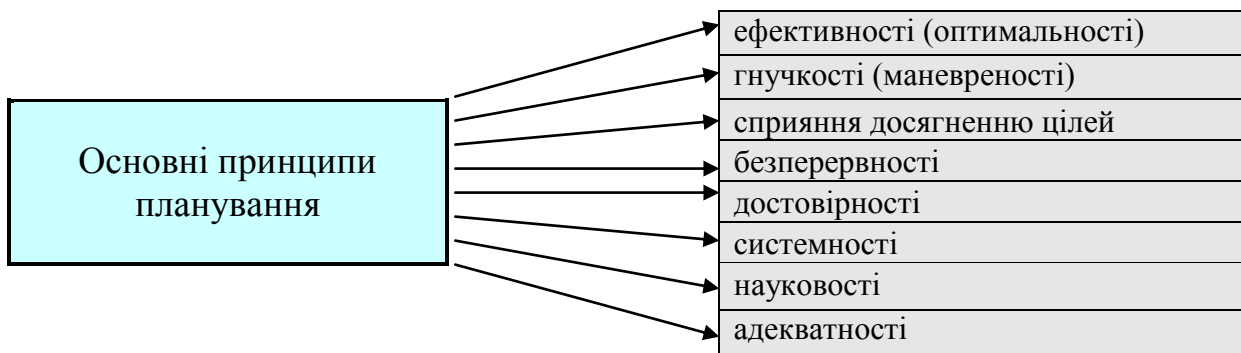 Основні принципи
планування
ефективності (оптимальності)
гнучкості (маневреності)
сприяння досягненню цілей
безперервності
достовірності
системності
науковості
адекватності